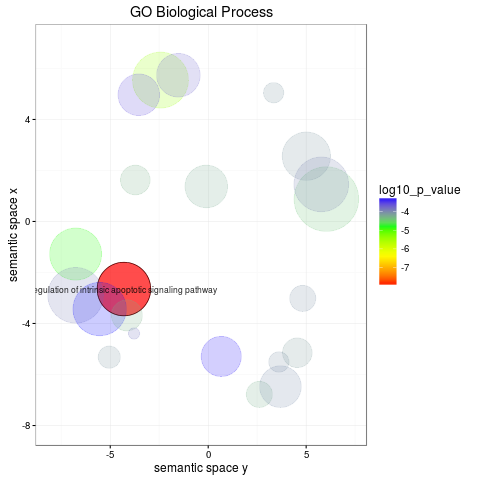 GO Biological Process
semantic space x
4
0
-4
-8
egulation of intrinsic apoptotic signaling pathway
-5
0
5
semantic space y
log10_p_value
-4
-5
-6
-7